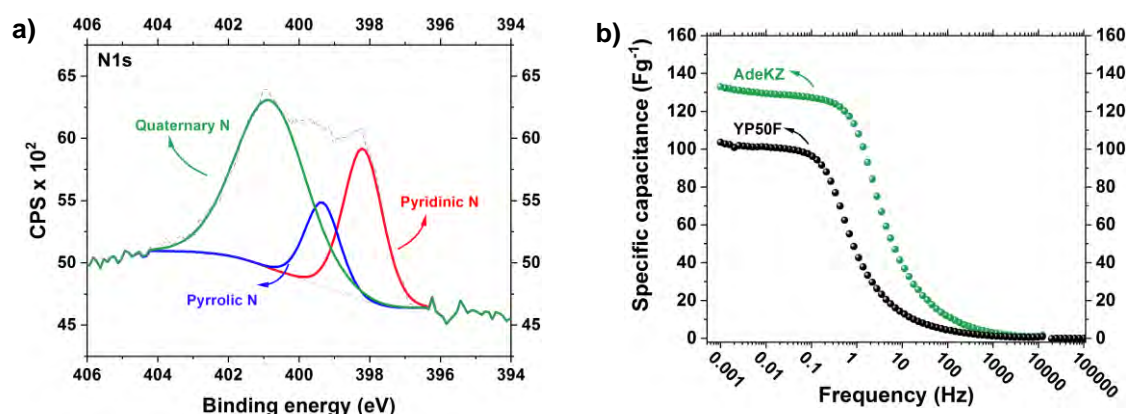 a)
406 404 402 400 398 396 394
N1s
Quaternary N
Pyridinic N
Pyrrolic N
CPS x 10²
65
60
55
50
45
65
60
55
50
45
406 404 402 400 398 396 394
Binding energy (eV)
b)
Specific capacitance (Fg⁻¹)
160
140
120
100
80
60
40
20
0
AdeKZ
YP50F
160
140
120
100
80
60
40
20
0
0.001 0.01 0.1 1 10 100 1000 10000 100000
Frequency (Hz)